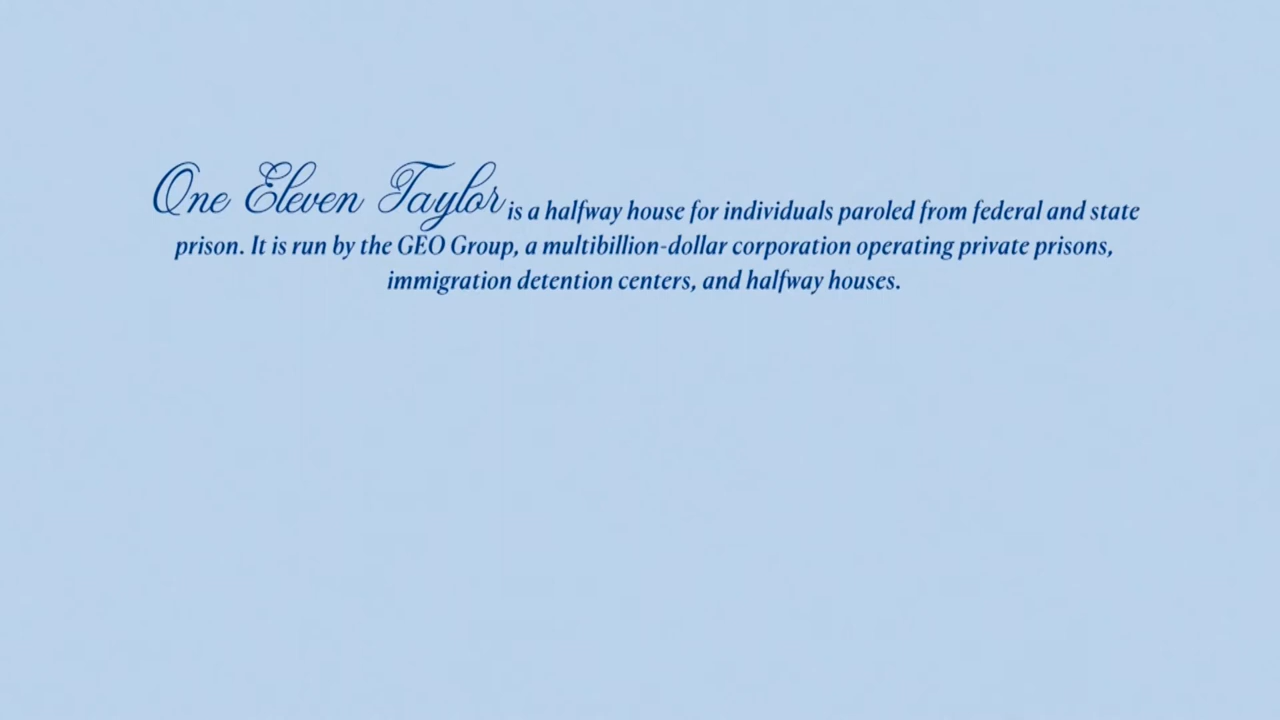 One Eleven Taylor is a halfway house for individuals paroled from federal and state
prison. It is run by the GEO Group, a multibillion-dollar corporation operating private prisons,
immigration detention centers, and halfway houses.